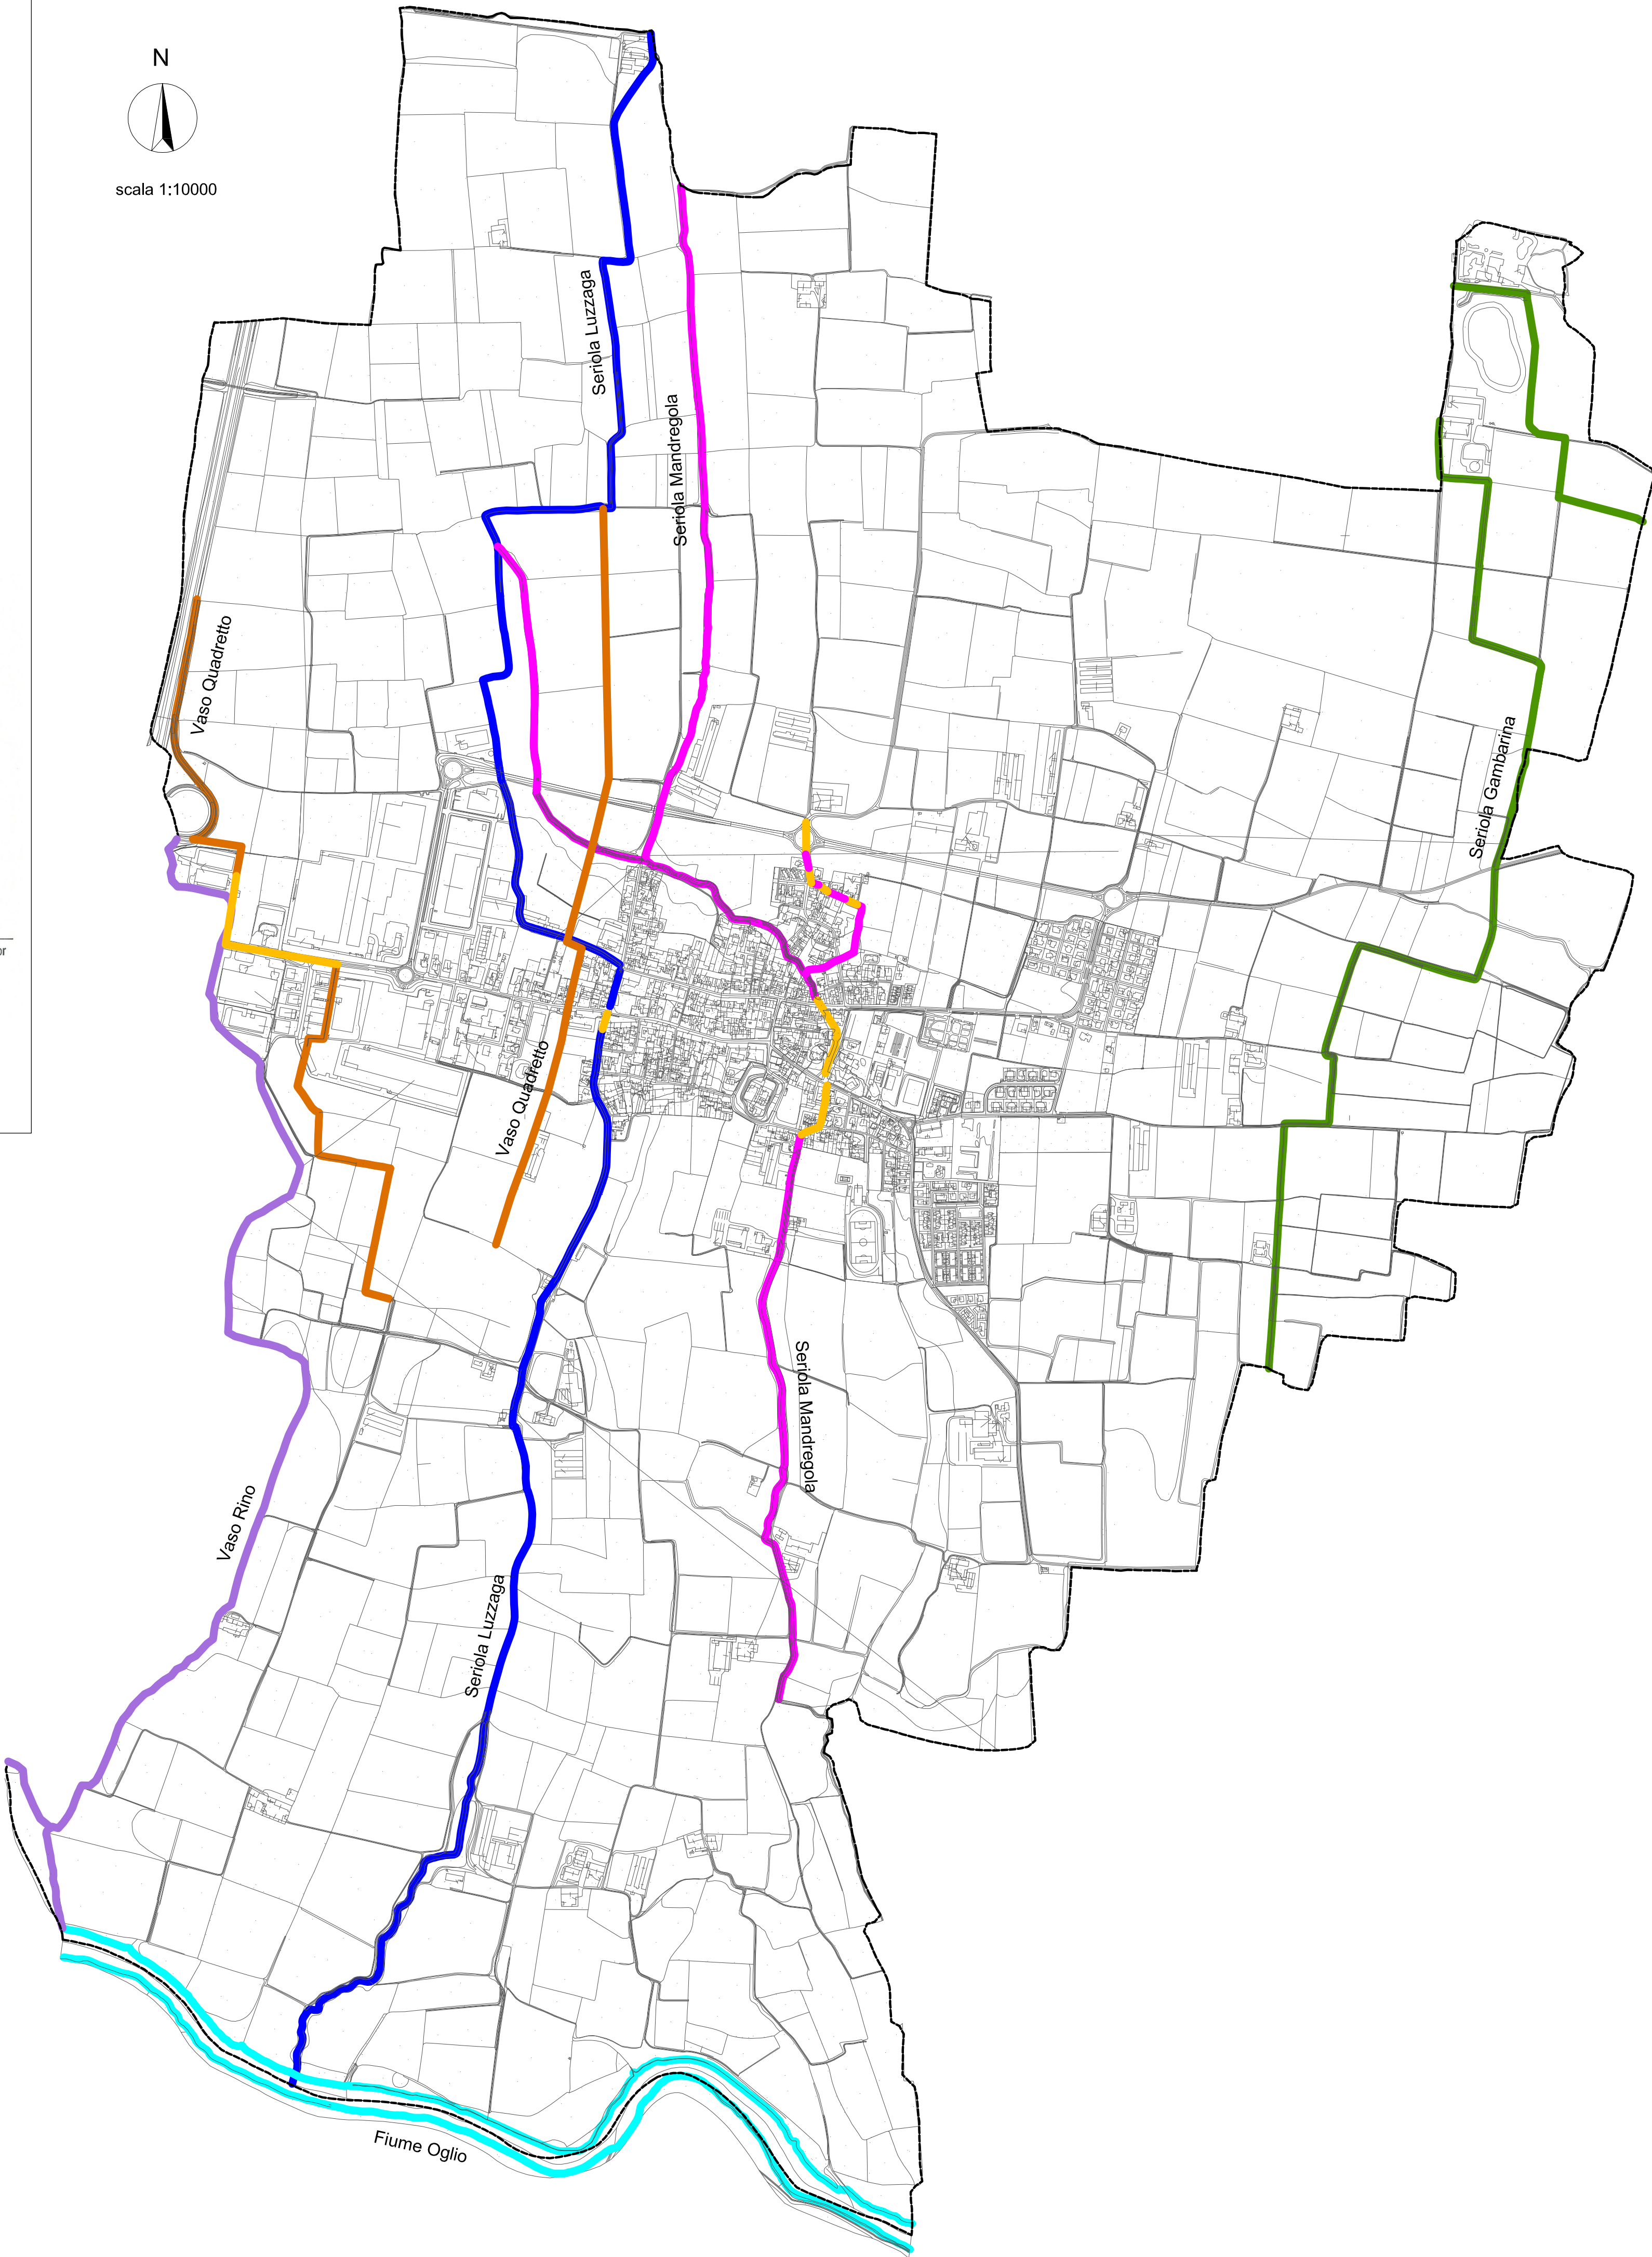 N
scala 1:10000
Seriola Luzzaga
Seriola Mandregola
Vaso Quadretto
Seriola Gambarina
or
Vaso Quadretto
Seriola Mandregola
Vaso Rino
Seriola Luzzaga
Fiume Oglio